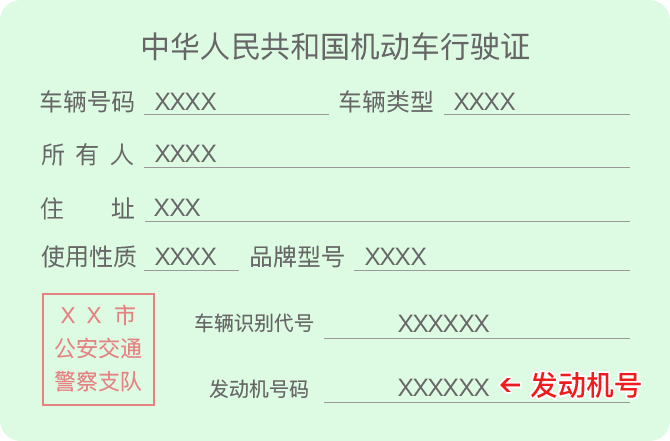 中华人民共和国机动车行驶证
车辆号码 XXXX 车辆类型 XXXX
所有人 XXXX
住址 XXX
使用性质 XXXX 品牌型号 XXXX
X X 市
公安交通
警察支队
车辆识别代号 XXXXXX
发动机号码 XXXXXX ← 发动机号